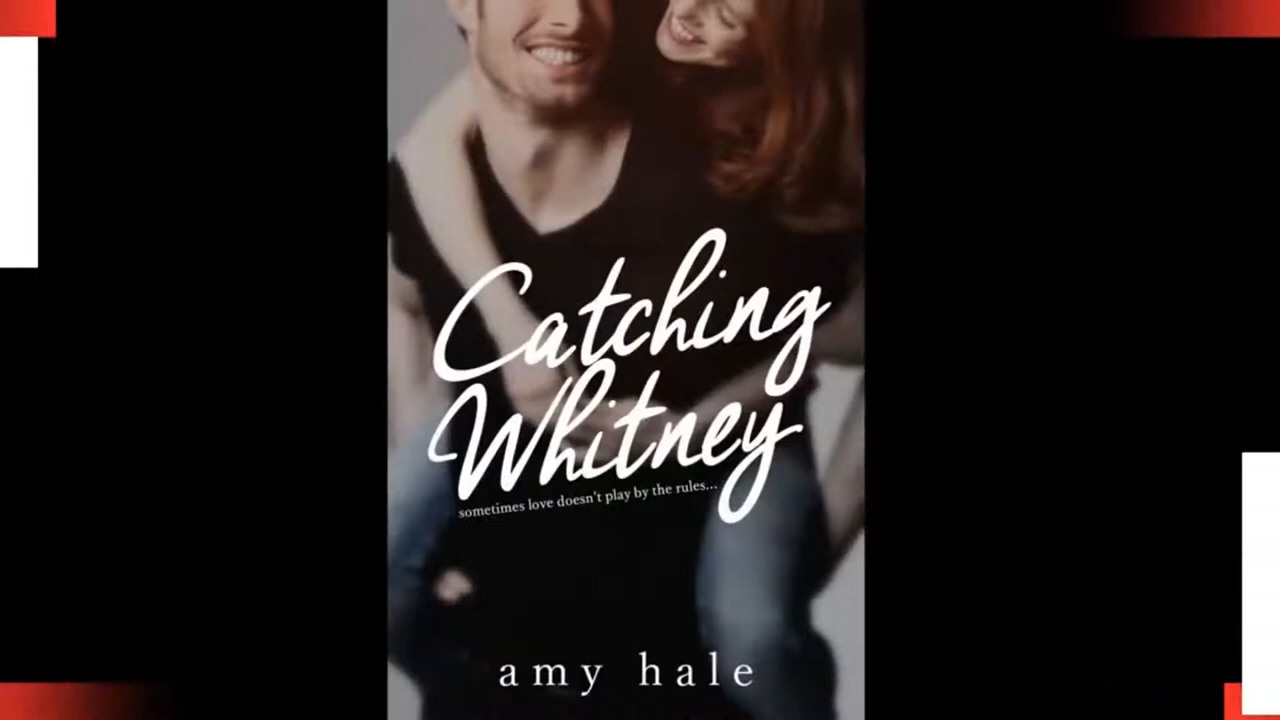 Catching
Whitney
sometimes love doesn't play by the rules...
amy hale